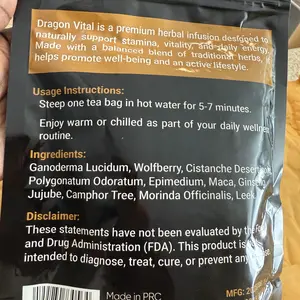 Dragon Vital is a premium herbal infusion designed to
naturally support stamina, vitality, and daily energy.
Made with a balanced blend of traditional herbs, it
helps promote well-being and an active lifestyle.
Usage Instructions:
Steep one tea bag in hot water for 5-7 minutes.
Enjoy warm or chilled as part of your daily
routine.
Ingredients:
Ganoderma Lucidum, Wolfberry, Cistanche
Polygonatum Odoratum, Epimedium, Maca,
Jujube, Camphor Tree, Morinda Officinalis, Leek
Disclaimer:
These statements have not been evaluated by the
and Drug Administration (FDA). This product is
intended to diagnose, treat, cure, or prevent any
Made in PRC
MFG: